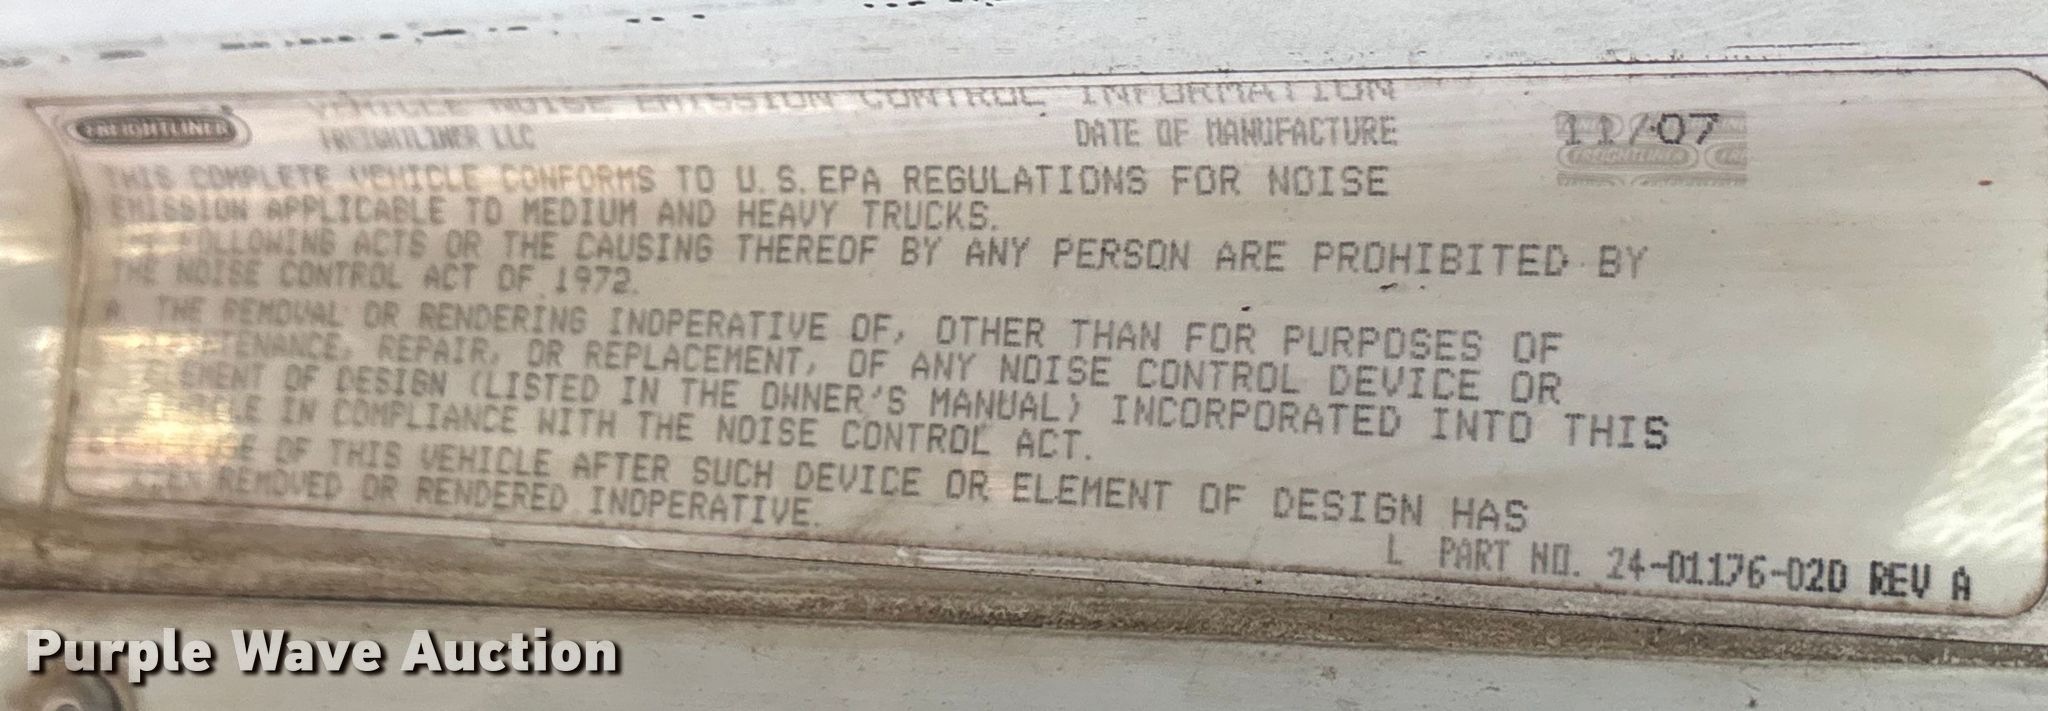 FREIGHTLINER
VEHICLE NOISE EMISSION CONTROL INFORMATION
FREIGHTLINER LLC DATE OF MANUFACTURE 11/07
THIS COMPLETE VEHICLE CONFORMS TO U.S. EPA REGULATIONS FOR NOISE
EMISSION APPLICABLE TO MEDIUM AND HEAVY TRUCKS.
FOLLOWING ACTS OR THE CAUSING THEREOF BY ANY PERSON ARE PROHIBITED BY
THE NOISE CONTROL ACT OF 1972.
A. THE REMOVAL OR RENDERING INOPERATIVE OF, OTHER THAN FOR PURPOSES OF
REPAIR, OR REPLACEMENT, OF ANY NOISE CONTROL DEVICE OR
ELEMENT OF DESIGN (LISTED IN THE OWNER'S MANUAL) INCORPORATED INTO THIS
IN COMPLIANCE WITH THE NOISE CONTROL ACT.
OF THIS VEHICLE AFTER SUCH DEVICE OR ELEMENT OF DESIGN HAS
BEEN REMOVED OR RENDERED INOPERATIVE.
L PART NO. 24-01176-020 REV A
Purple Wave Auction